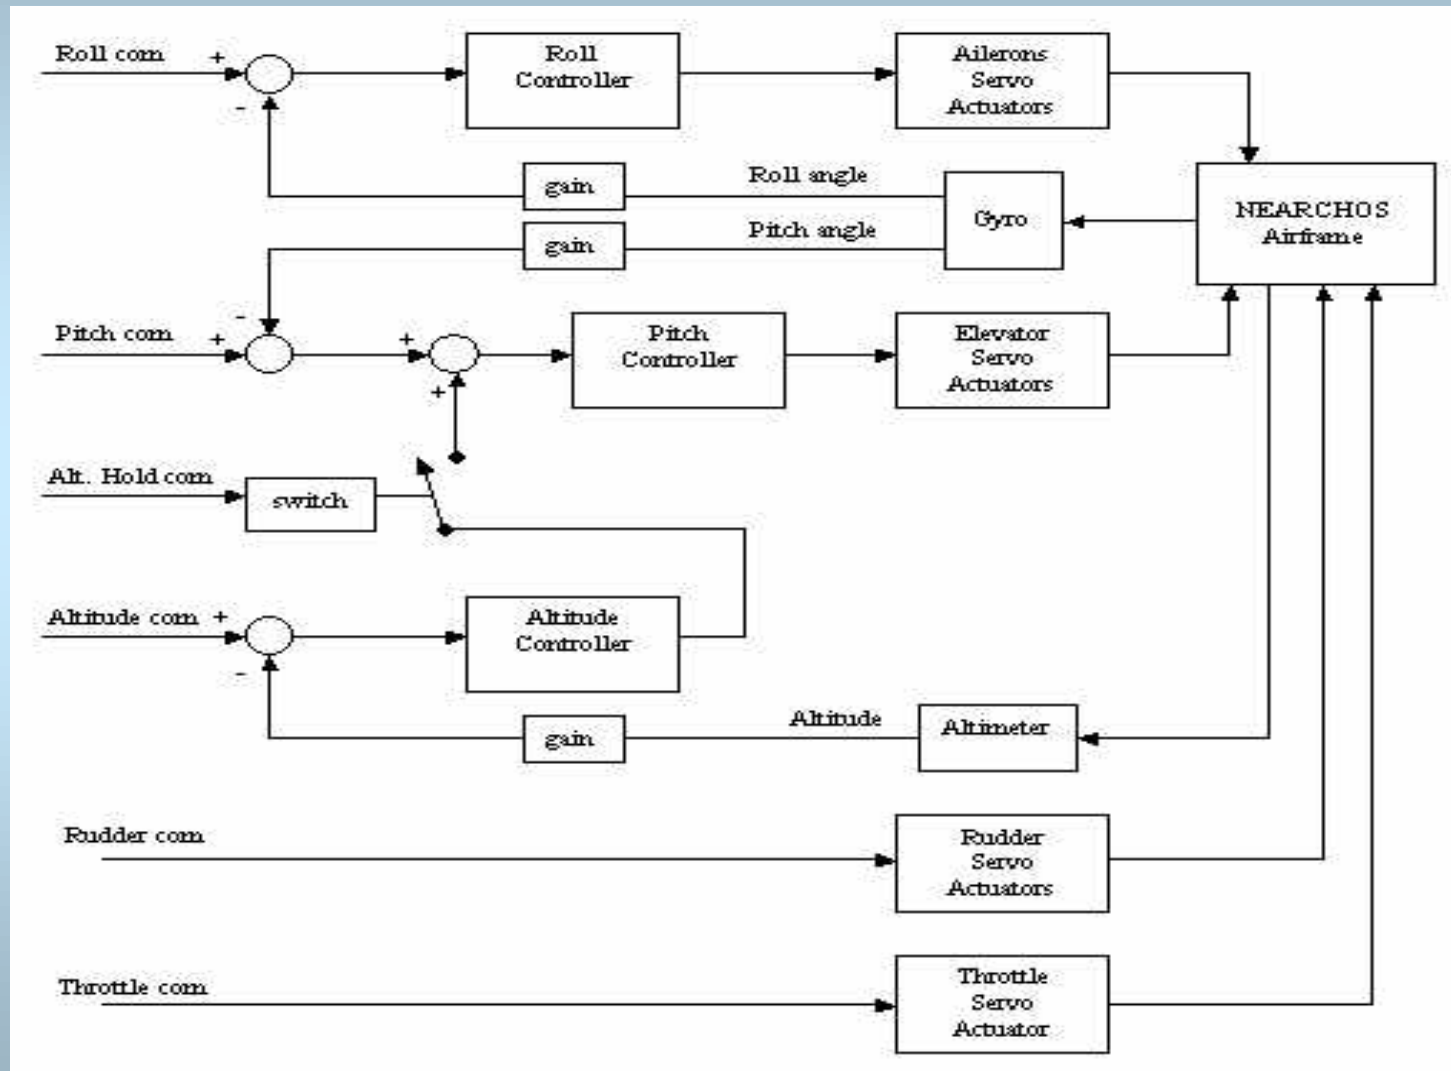 Roll com
+
-
Roll
Controller
Ailerons
Servo
Actuators
gain
Roll angle
gain
Pitch angle
Gyro
NEARCHOS
Airframe
-
Pitch com
+
+
+
Pitch
Controller
Elevator
Servo
Actuators
Alt. Hold com
switch
Altitude com
+
-
Altitude
Controller
gain
Altitude
Altimeter
Rudder com
Rudder
Servo
Actuators
Throttle com
Throttle
Servo
Actuator